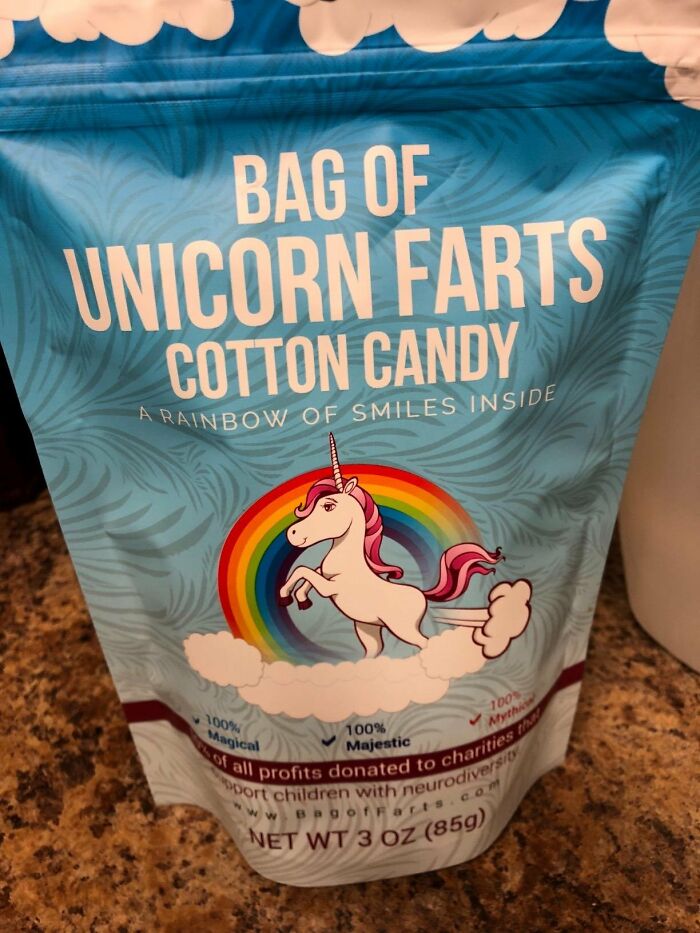 BAG OF
UNICORN FARTS
COTTON CANDY
A RAINBOW OF SMILES INSIDE
100%
Magical
100%
Majestic
100%
of all profits donated to charities that
support children with neurodiversity
www.BagofFarts.com
NET WT 3 OZ (85g)